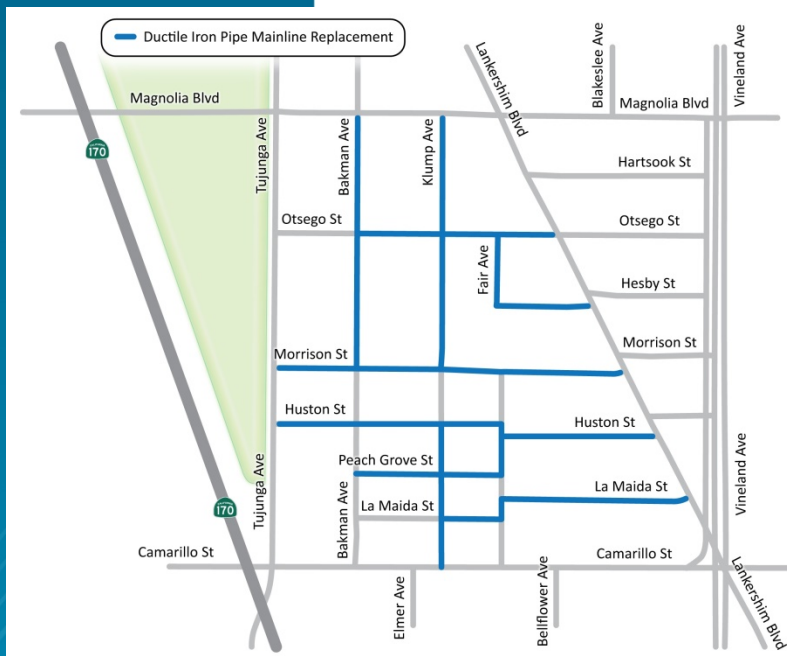 Ductile Iron Pipe Mainline Replacement
Lankershim Blvd
Blakeslee Ave
Vineland Ave
Magnolia Blvd
Magnolia Blvd
170
Tujunga Ave
Bakman Ave
Klump Ave
Hartsook St
Otsego St
Otsego St
Fair Ave
Hesby St
Morrison St
Morrison St
Huston St
Huston St
Peach Grove St
Tujunga Ave
La Maida St
La Maida St
Vineland Ave
170
Bakman Ave
Camarillo St
Camarillo St
Elmer Ave
Bellflower Ave
Lankershim Blvd